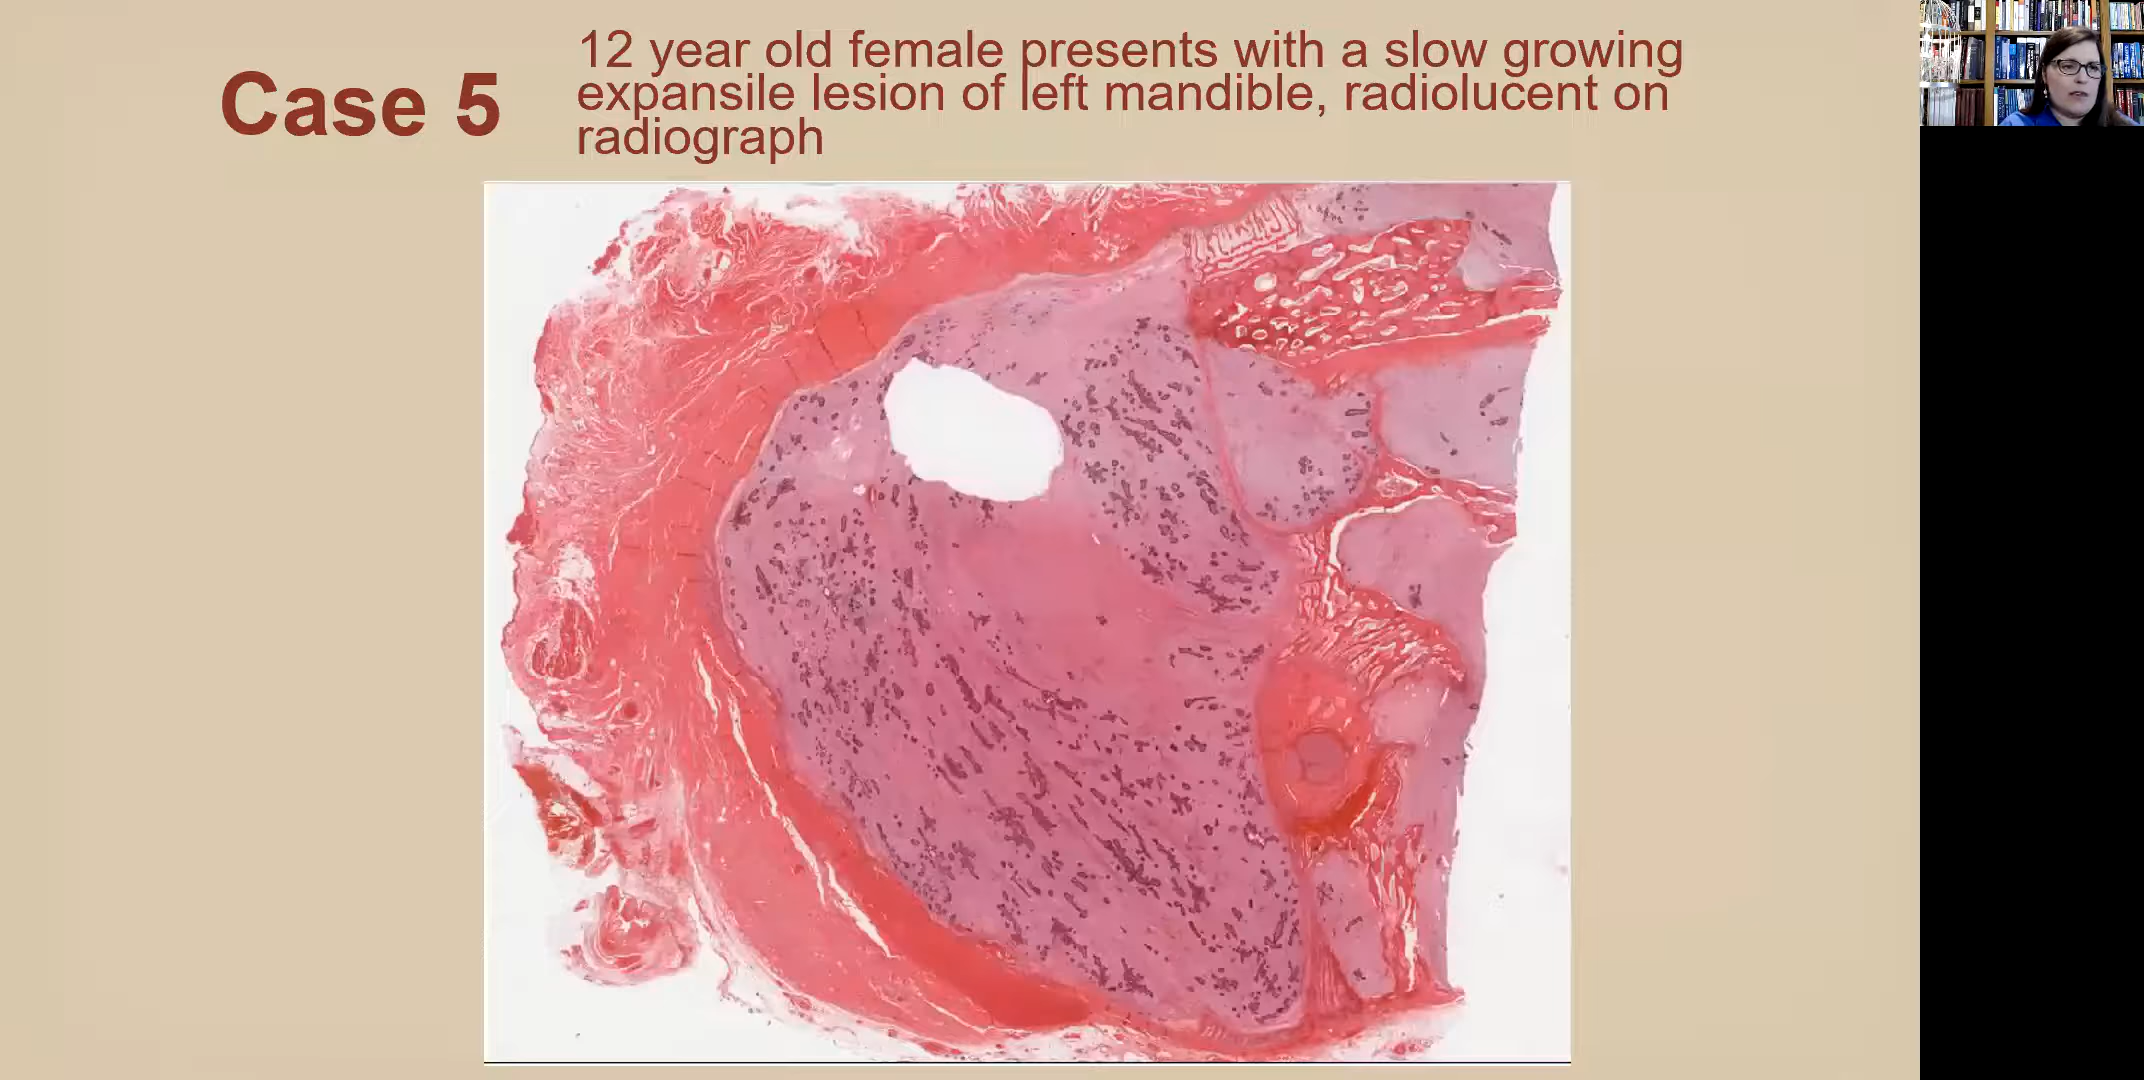 Case 5
12 year old female presents with a slow growing
expansile lesion of left mandible, radiolucent on
radiograph